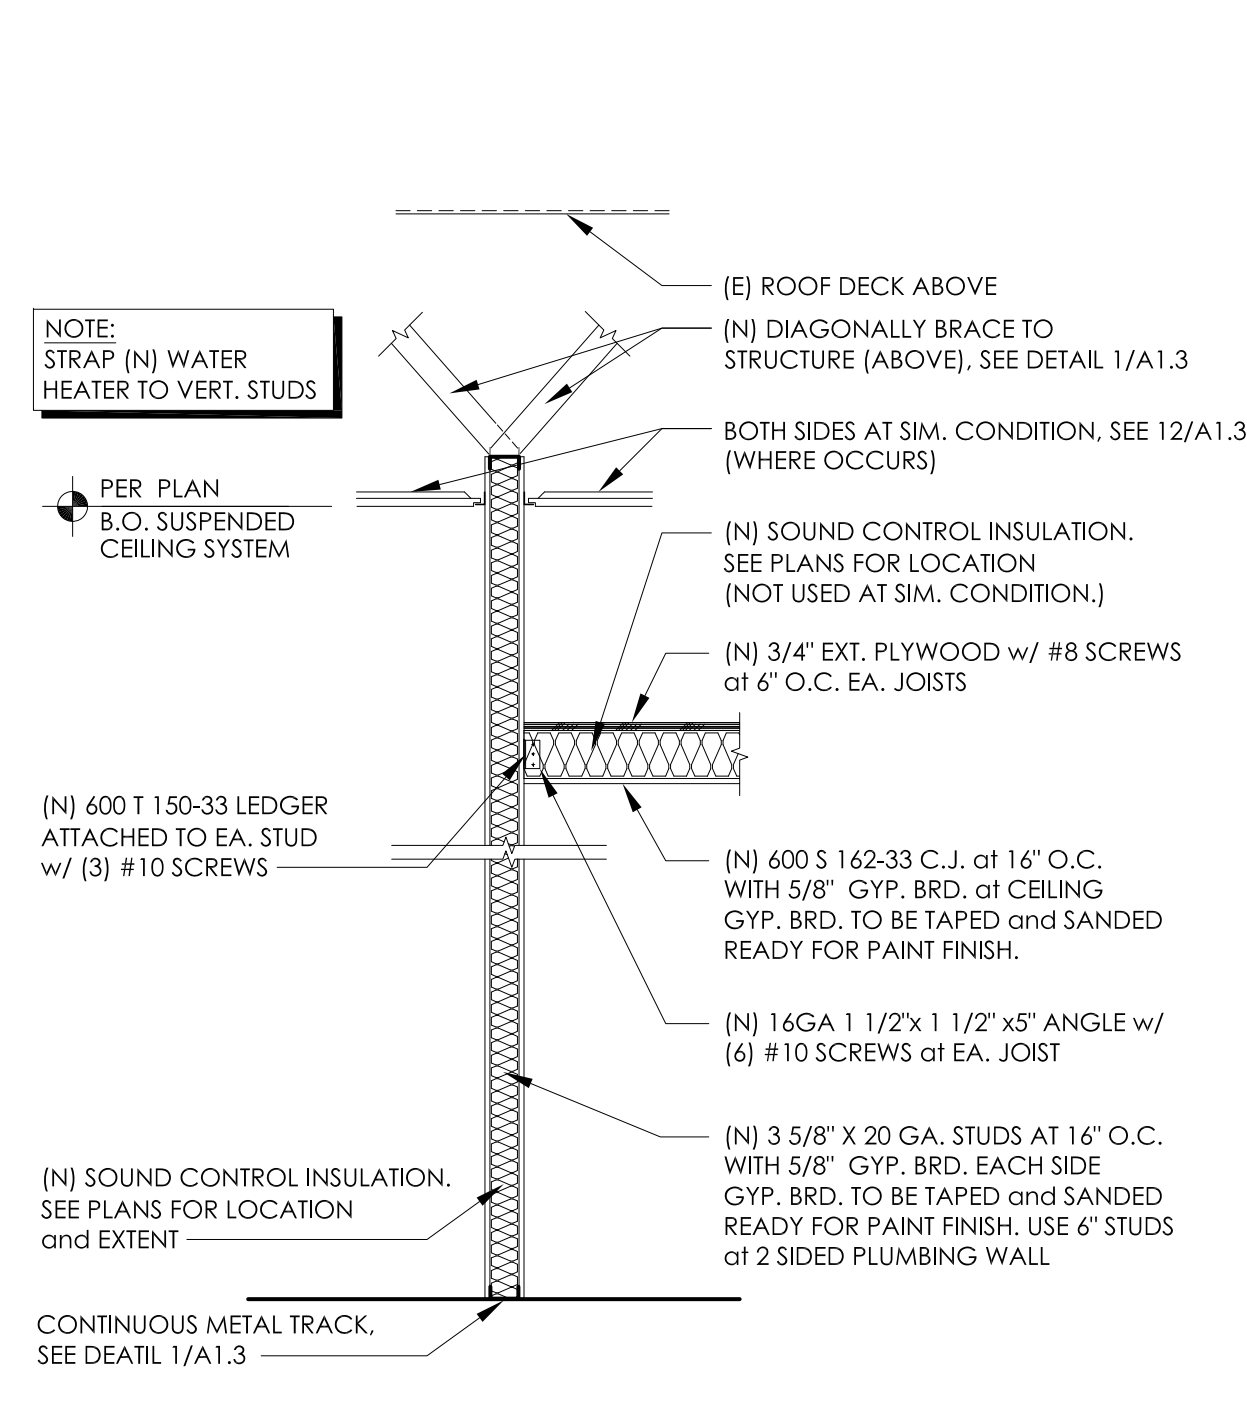 (E) ROOF DECK ABOVE
NOTE:
STRAP (N) WATER
HEATER TO VERT. STUDS
(N) DIAGONALLY BRACE TO
STRUCTURE (ABOVE), SEE DETAIL 1/A1.3
BOTH SIDES AT SIM. CONDITION, SEE 12/A1.3
(WHERE OCCURS)
PER PLAN
B.O. SUSPENDED
CEILING SYSTEM
(N) SOUND CONTROL INSULATION.
SEE PLANS FOR LOCATION
(NOT USED AT SIM. CONDITION.)
(N) 3/4" EXT. PLYWOOD w/ #8 SCREWS
at 6" O.C. EA. JOISTS
(N) 600 T 150-33 LEDGER
ATTACHED TO EA. STUD
w/ (3) #10 SCREWS
(N) 600 S 162-33 C.J. at 16" O.C.
WITH 5/8" GYP. BRD. at CEILING
GYP. BRD. TO BE TAPED and SANDED
READY FOR PAINT FINISH.
(N) 16GA 1 1/2"x 1 1/2" x5" ANGLE w/
(6) #10 SCREWS at EA. JOIST
(N) 3 5/8" X 20 GA. STUDS AT 16" O.C.
WITH 5/8" GYP. BRD. EACH SIDE
GYP. BRD. TO BE TAPED and SANDED
READY FOR PAINT FINISH. USE 6" STUDS
at 2 SIDED PLUMBING WALL
(N) SOUND CONTROL INSULATION.
SEE PLANS FOR LOCATION
and EXTENT
CONTINUOUS METAL TRACK,
SEE DEATIL 1/A1.3